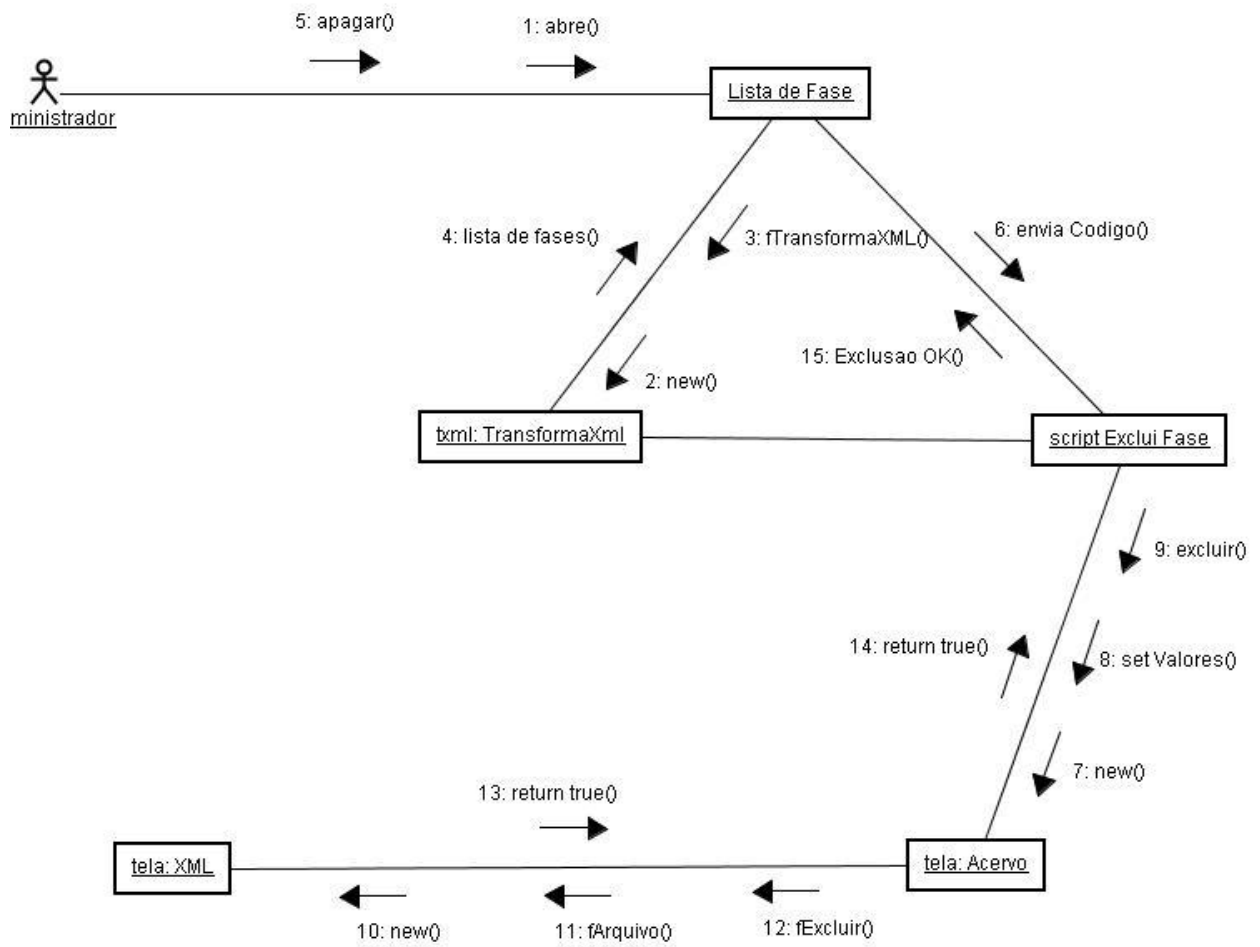 5: apagar()
1: abre()
Lista de Fase
ministrador
4: lista de fases()
3: fTransformaXML()
6: envia Codigo()
15: Exclusao OK()
2: new()
txml: TransformaXml
script Exclui Fase
9: excluir()
14: return true()
8: set Valores()
7: new()
13: return true()
tela: XML
tela: Acervo
10: new()
11: fArquivo()
12: fExcluir()